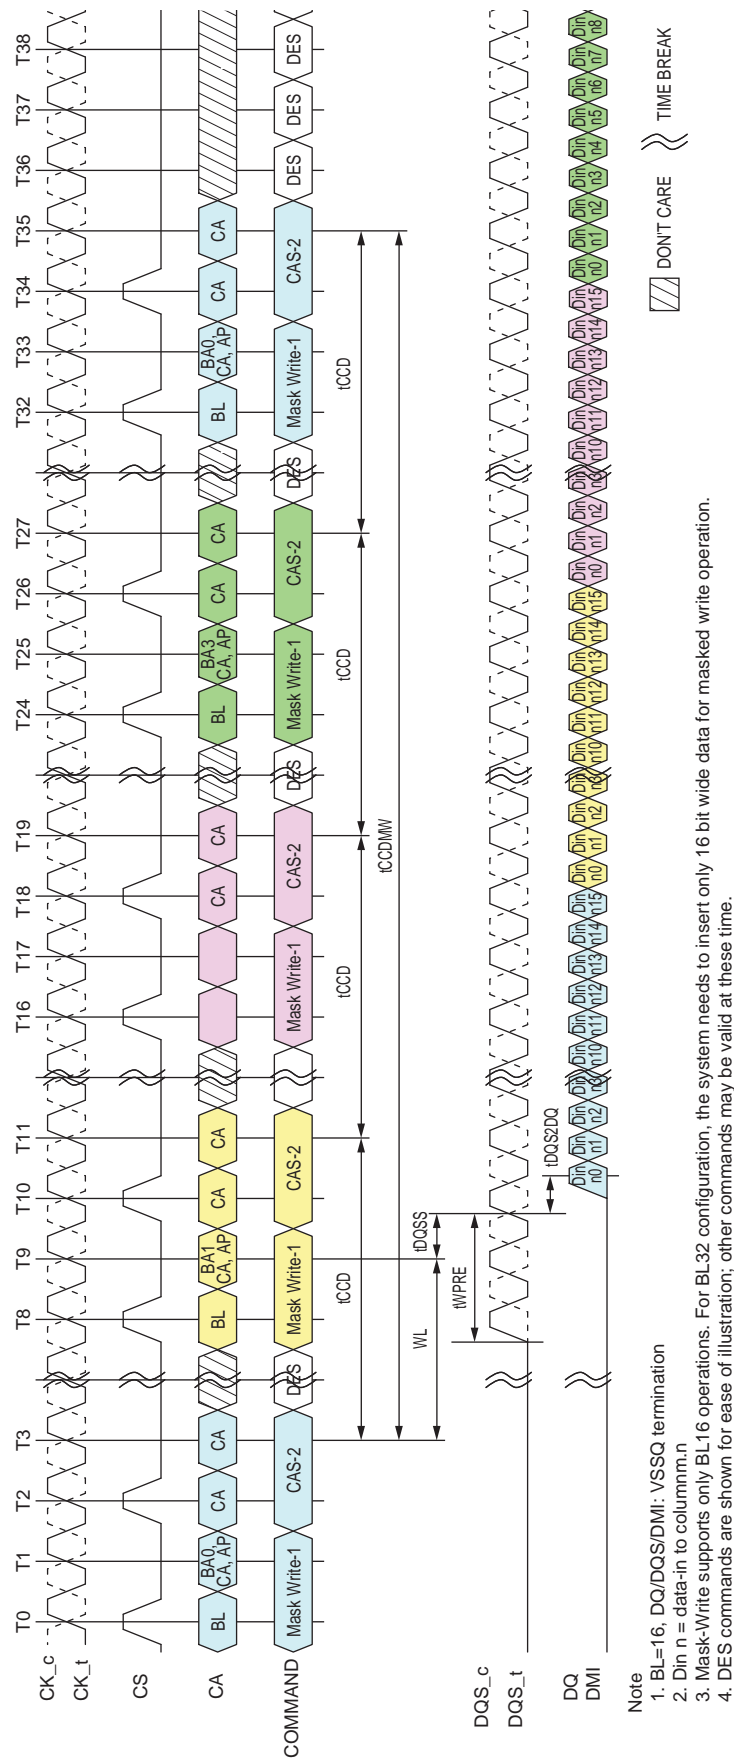 T0 T1 T2 T3 T8 T9 T10 T11 T16 T17 T18 T19 T24 T25 T26 T27 T32 T33 T34 T35 T36 T37 T38
CK_c
CK_t
CS
CA
BL BA0, CA, AP CA CA BL BA1 CA, AP CA CA CA CA BL BA3 CA, AP CA CA BL BA0, CA, AP CA CA
COMMAND
Mask Write-1 CAS-2 DES Mask Write-1 CAS-2 Mask Write-1 CAS-2 DES Mask Write-1 CAS-2 DES Mask Write-1 CAS-2 DES DES DES
tCCD tCCD tCCD tCCD
tCCDMW
WL tDQSS
tWPRE
DQS_c
DQS_t
tDQS2DQ
DQ
DMI
Din Din Din Din Din Din Din Din Din Din Din Din Din Din Din Din Din Din Din Din Din Din Din Din Din Din Din Din Din Din Din Din Din Din Din Din Din Din Din
n0 n1 n2 n3 n10 n11 n12 n13 n14 n15 n0 n1 n2 n3 n10 n11 n12 n13 n14 n15 n0 n1 n2 n3 n10 n11 n12 n13 n14 n15 n0 n1 n2 n3 n4 n5 n6 n7 n8
DON'T CARE TIME BREAK
Note
1. BL=16, DQ/DQS/DMI: VSSQ termination
2. Din n = data-in to columnm.n
3. Mask-Write supports only BL16 operations. For BL32 configuration, the system needs to insert only 16 bit wide data for masked write operation.
4. DES commands are shown for ease of illustration; other commands may be valid at these time.